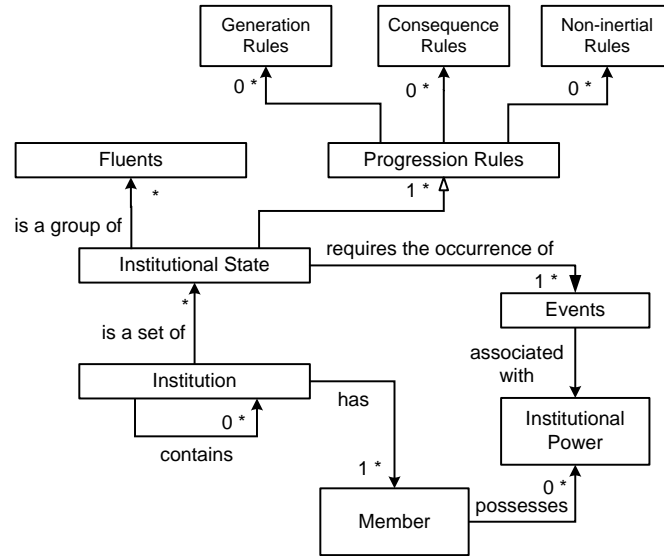 Generation
Rules
Consequence
Rules
Non-inertial
Rules
0 *
0 *
0 *
Fluents
Progression Rules
*
1 *
is a group of
requires the occurrence of
Institutional State
*
1 *
Events
is a set of
associated
with
Institution
has
0 *
contains
Institutional
Power
1 *
0 *
possesses
Member